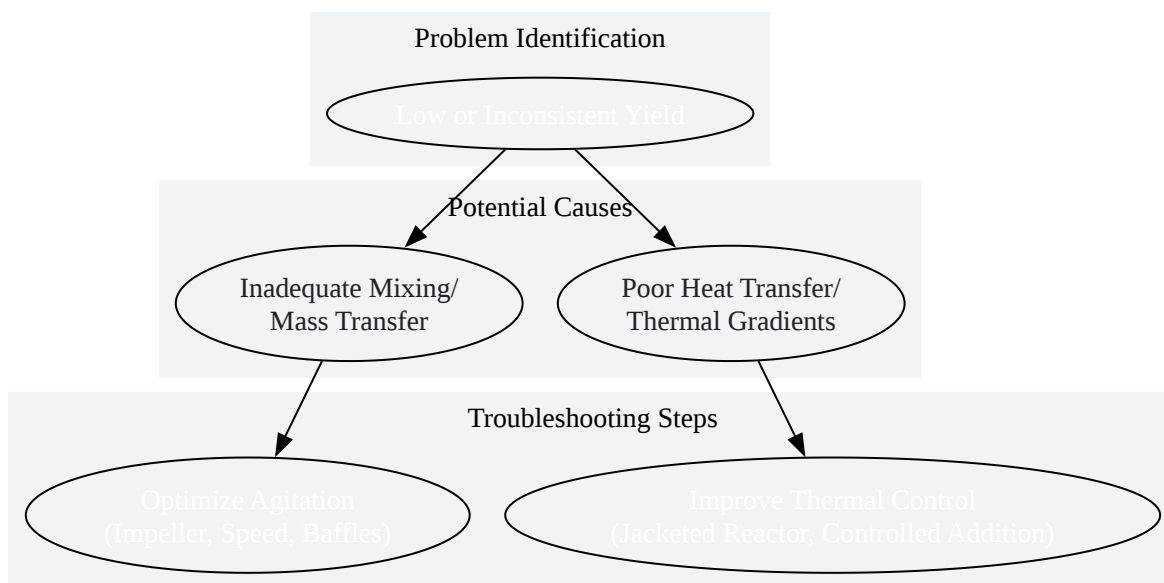 Problem Identification
Low or Inconsistent Yield
Potential Causes
Inadequate Mixing/
Mass Transfer
Poor Heat Transfer/
Thermal Gradients
Troubleshooting Steps
Optimize Agitation
(Impeller, Speed, Baffles)
Improve Thermal Control
(Jacketed Reactor, Controlled Addition)